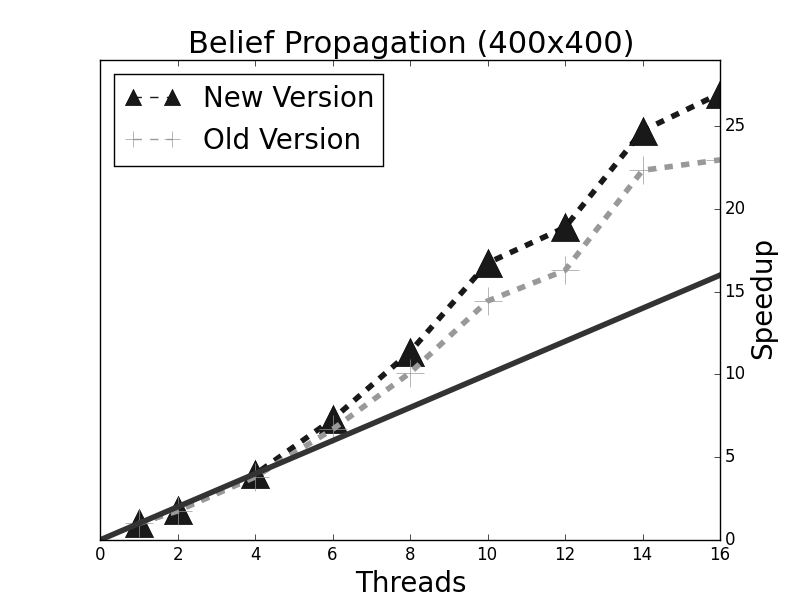 Belief Propagation (400x400)
New Version
Old Version
25
20
15
10
5
0
Speedup
0 2 4 6 8 10 12 14 16
Threads